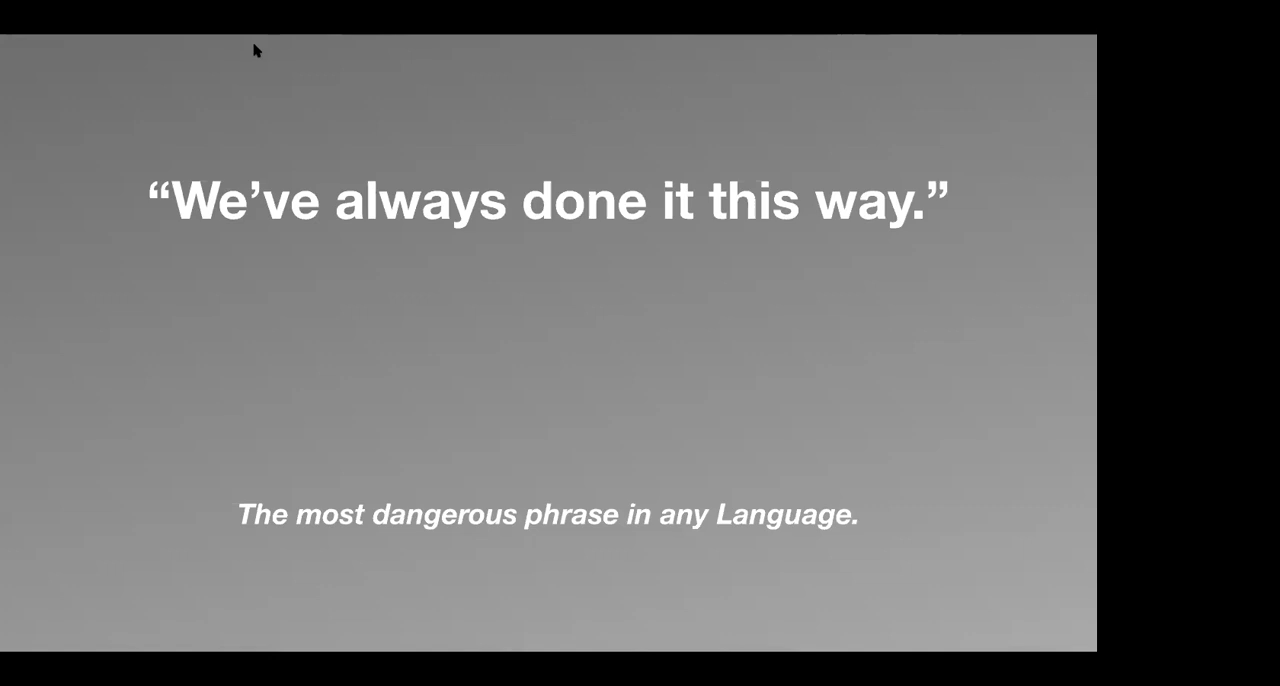 “We’ve always done it this way.”
The most dangerous phrase in any Language.